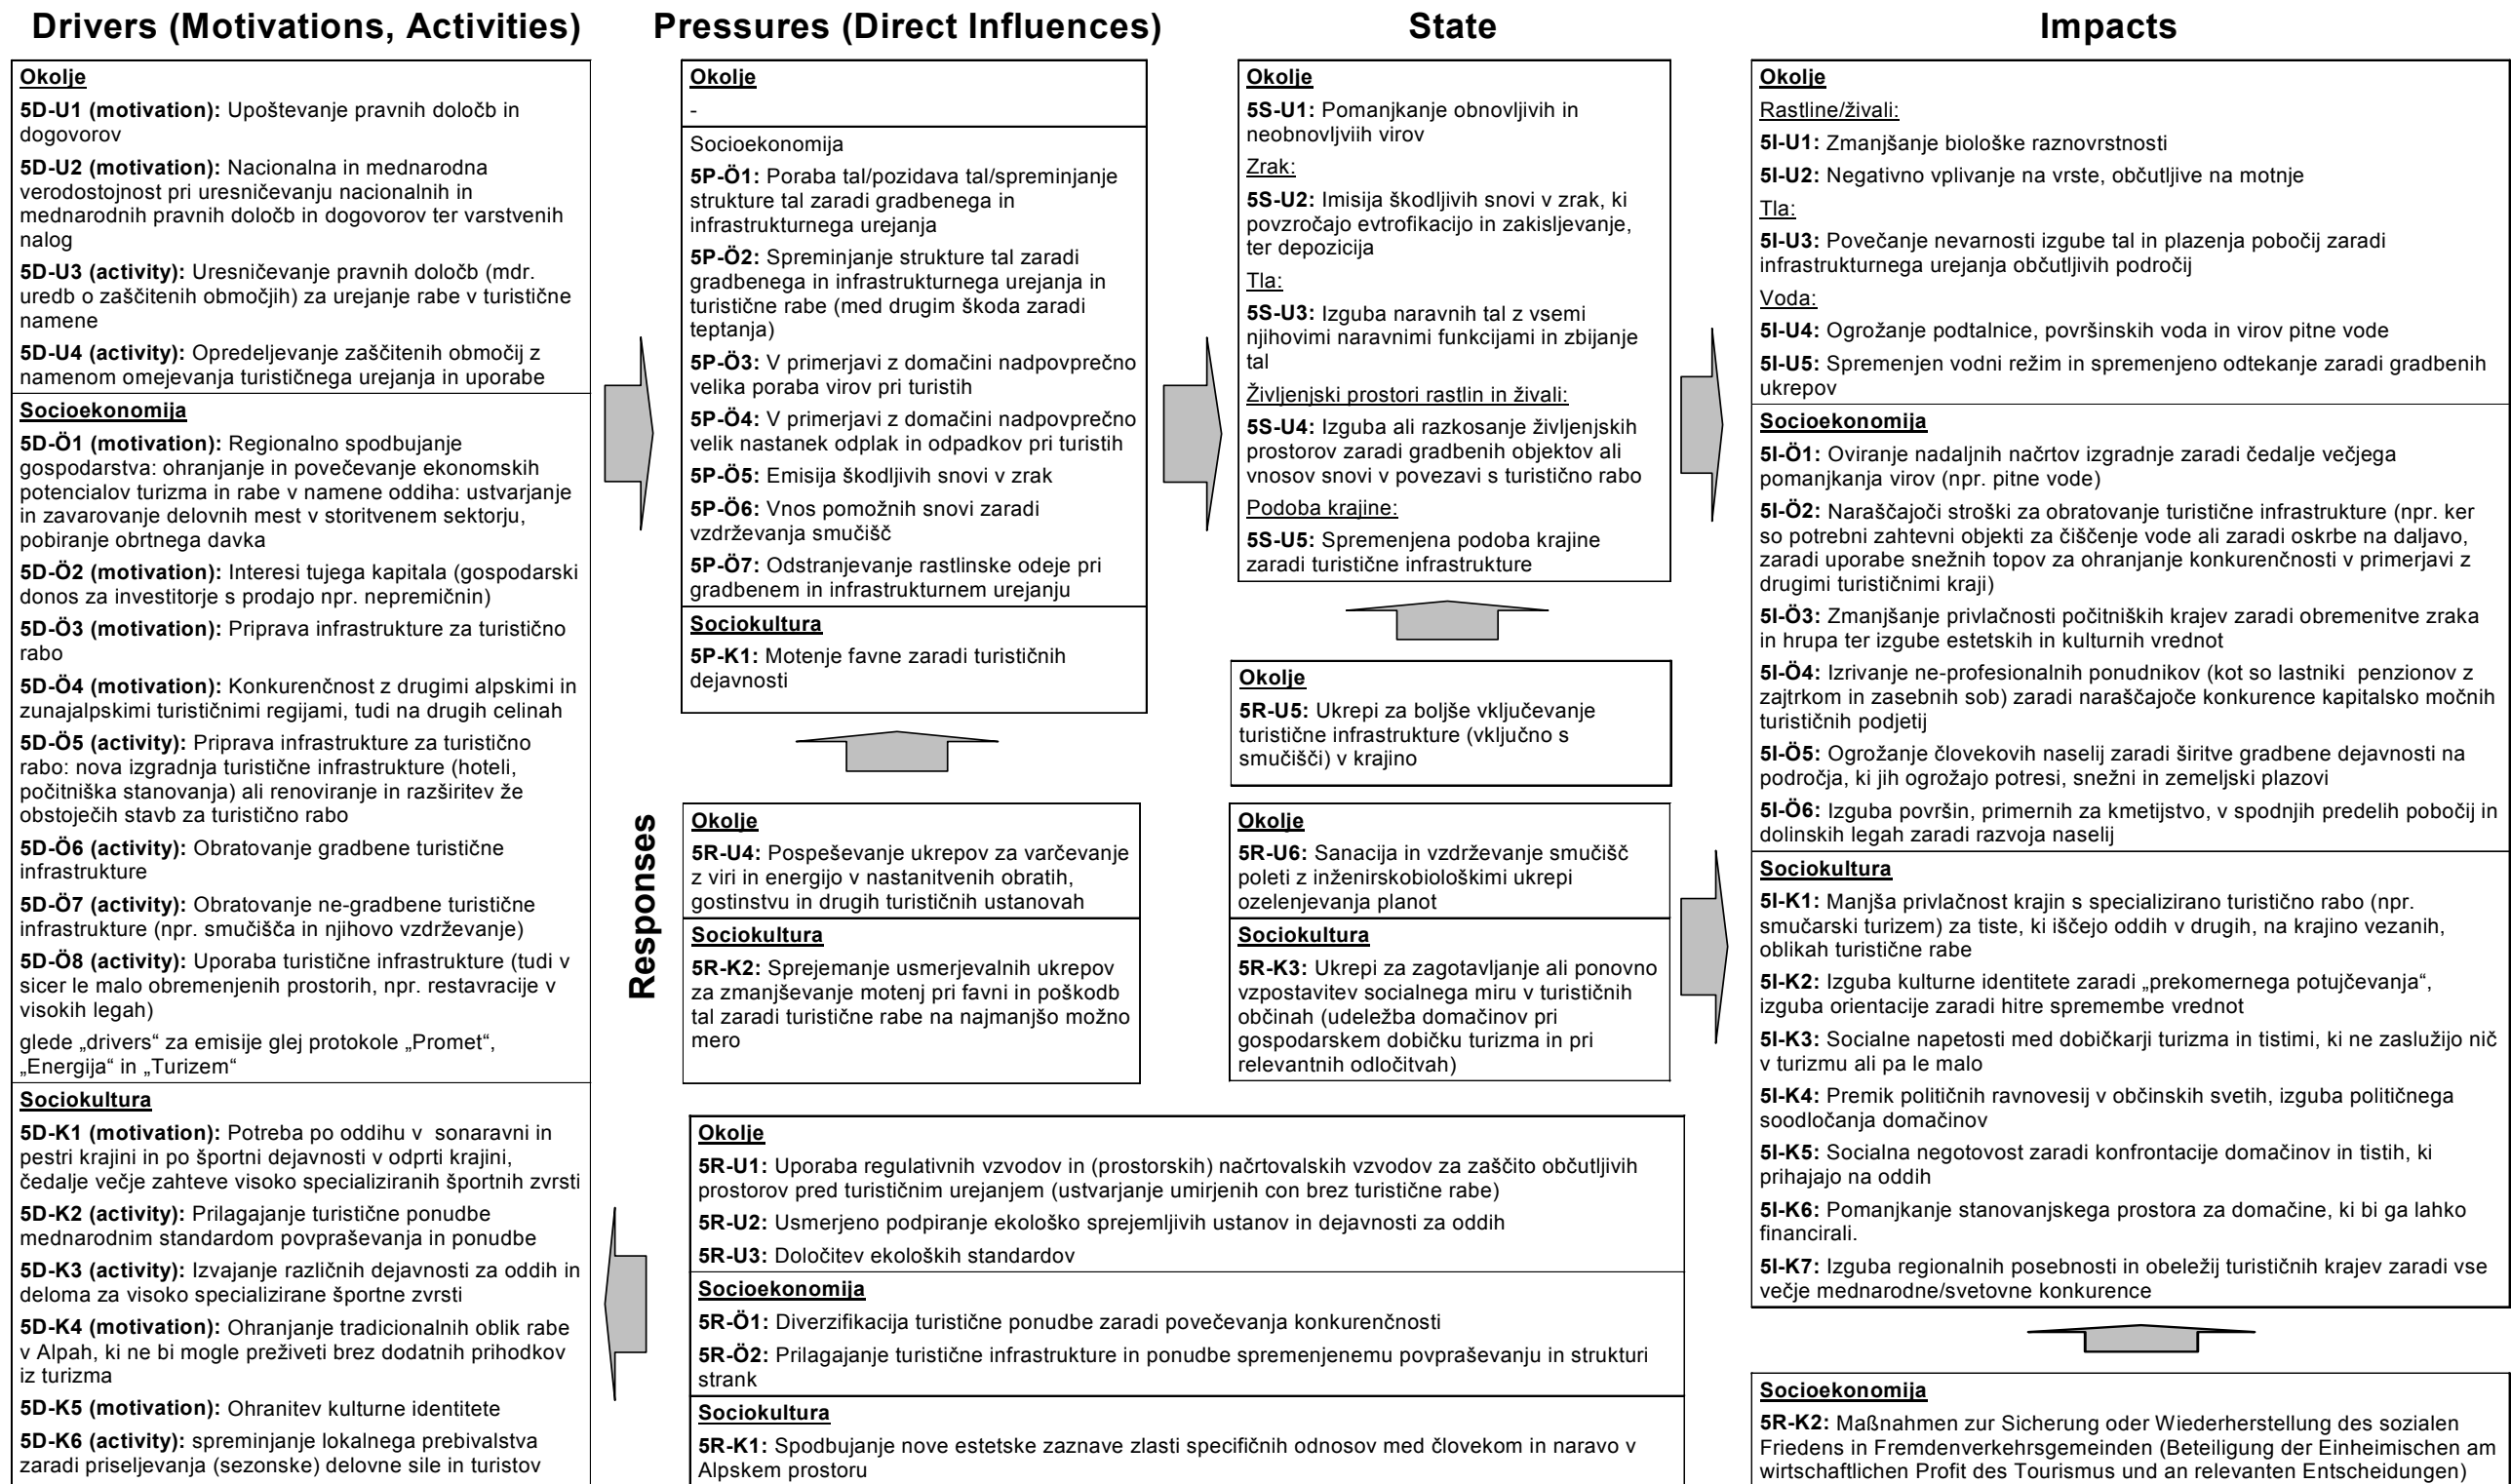 Drivers (Motivations, Activities)
Okolje
5D-U1 (motivation): Upoštevanje pravnih določb in
dogovorov
5D-U2 (motivation): Nacionalna in mednarodna
verodostojnost pri uresničevanju nacionalnih in
mednarodnih pravnih določb in dogovorov ter varstvenih
nalog
5D-U3 (activity): Uresničevanje pravnih določb (mdr.
uredb o zaščitenih območjih) za urejanje rabe v turistične
namene
5D-U4 (activity): Opredeljevanje zaščitenih območij z
namenom omejevanja turističnega urejanja in uporabe
Socioekonomija
5D-Ö1 (motivation): Regionalno spodbujanje
gospodarstva: ohranjanje in povečevanje ekonomskih
potencialov turizma in rabe v namene oddiha: ustvarjanje
in zavarovanje delovnih mest v storitvenem sektorju,
pobiranje obrtnega davka
5D-Ö2 (motivation): Interesi tujega kapitala (gospodarski
donos za investitorje s prodajo npr. nepremičnin)
5D-Ö3 (motivation): Priprava infrastrukture za turistično
rabo
5D-Ö4 (motivation): Konkurenčnost z drugimi alpskimi in
zunajalpskimi turističnimi regijami, tudi na drugih celinah
5D-Ö5 (activity): Priprava infrastrukture za turistično
rabo: nova izgradnja turistične infrastrukture (hoteli,
počitniška stanovanja) ali renoviranje in razširitev že
obstoječih stavb za turistično rabo
5D-Ö6 (activity): Obratovanje gradbene turistične
infrastrukture
5D-Ö7 (activity): Obratovanje ne-gradbene turistične
infrastrukture (npr. smučišča in njihovo vzdrževanje)
5D-Ö8 (activity): Uporaba turistične infrastrukture (tudi v
sicer le malo obremenjenih prostorih, npr. restavracije v
visokih legah)
glede „drivers“ za emisije glej protokole „Promet“,
„Energija“ in „Turizem“
Sociokultura
5D-K1 (motivation): Potreba po oddihu v sonaravni in
pestri krajini in po športni dejavnosti v odprti krajini,
čedalje večje zahteve visoko specializiranih športnih zvrsti
5D-K2 (activity): Prilagajanje turistične ponudbe
mednarodnim standardom povpraševanja in ponudbe
5D-K3 (activity): Izvajanje različnih dejavnosti za oddih in
deloma za visoko specializirane športne zvrsti
5D-K4 (motivation): Ohranjanje tradicionalnih oblik rabe
v Alpah, ki ne bi mogle preživeti brez dodatnih prihodkov
iz turizma
5D-K5 (motivation): Ohranitev kulturne identitete
5D-K6 (activity): spreminjanje lokalnega prebivalstva
zaradi priseljevanja (sezonske) delovne sile in turistov
Pressures (Direct Influences)
Okolje
-
Socioekonomija
5P-Ö1: Poraba tal/pozidava tal/spreminjanje
strukture tal zaradi gradbenega in
infrastrukturnega urejanja
5P-Ö2: Spreminjanje strukture tal zaradi
gradbenega in infrastrukturnega urejanja in
turistične rabe (med drugim škoda zaradi
teptanja)
5P-Ö3: V primerjavi z domačini nadpovprečno
velika poraba virov pri turistih
5P-Ö4: V primerjavi z domačini nadpovprečno
velik nastanek odplak in odpadkov pri turistih
5P-Ö5: Emisija škodljivih snovi v zrak
5P-Ö6: Vnos pomožnih snovi zaradi
vzdrževanja smučišč
5P-Ö7: Odstranjevanje rastlinske odeje pri
gradbenem in infrastrukturnem urejanju
Sociokultura
5P-K1: Motenje favne zaradi turističnih
dejavnosti
State
Okolje
5S-U1: Pomanjkanje obnovljivih in
neobnovljviih virov
Zrak:
5S-U2: Imisija škodljivih snovi v zrak, ki
povzročajo evtrofikacijo in zakisljevanje,
ter depozicija
Tla:
5S-U3: Izguba naravnih tal z vsemi
njihovimi naravnimi funkcijami in zbijanje
tal
Življenjski prostori rastlin in živali:
5S-U4: Izguba ali razkosanje življenjskih
prostorov zaradi gradbenih objektov ali
vnosov snovi v povezavi s turistično rabo
Podoba krajine:
5S-U5: Spremenjena podoba krajine
zaradi turistične infrastrukture
Impacts
Okolje
Rastline/živali:
5I-U1: Zmanjšanje biološke raznovrstnosti
5I-U2: Negativno vplivanje na vrste, občutljive na motnje
Tla:
5I-U3: Povečanje nevarnosti izgube tal in plazenja pobočij zaradi
infrastrukturnega urejanja občutljivih področij
Voda:
5I-U4: Ogrožanje podtalnice, površinskih voda in virov pitne vode
5I-U5: Spremenjen vodni režim in spremenjeno odtekanje zaradi gradbenih
ukrepov
Socioekonomija
5I-Ö1: Oviranje nadaljnih načrtov izgradnje zaradi čedalje večjega
pomanjkanja virov (npr. pitne vode)
5I-Ö2: Naraščajoči stroški za obratovanje turistične infrastrukture (npr. ker
so potrebni zahtevni objekti za čiščenje vode ali zaradi oskrbe na daljavo,
zaradi uporabe snežnih topov za ohranjanje konkurenčnosti v primerjavi z
drugimi turističnimi kraji)
5I-Ö3: Zmanjšanje privlačnosti počitniških krajev zaradi obremenitve zraka
in hrupa ter izgube estetskih in kulturnih vrednot
5I-Ö4: Izrivanje ne-profesionalnih ponudnikov (kot so lastniki penzionov z
zajtrkom in zasebnih sob) zaradi naraščajoče konkurence kapitalsko močnih
turističnih podjetij
5I-Ö5: Ogrožanje človekovih naselij zaradi širitve gradbene dejavnosti na
področja, ki jih ogrožajo potresi, snežni in zemeljski plazovi
5I-Ö6: Izguba površin, primernih za kmetijstvo, v spodnjih predelih pobočij in
dolinskih legah zaradi razvoja naselij
Sociokultura
5I-K1: Manjša privlačnost krajin s specializirano turistično rabo (npr.
smučarski turizem) za tiste, ki iščejo oddih v drugih, na krajino vezanih,
oblikah turistične rabe
5I-K2: Izguba kulturne identitete zaradi „prekomernega potujčevanja“,
izguba orientacije zaradi hitre spremembe vrednot
5I-K3: Socialne napetosti med dobičkarji turizma in tistimi, ki ne zaslužijo nič
v turizmu ali pa le malo
5I-K4: Premik političnih ravnovesij v občinskih svetih, izguba političnega
soodločanja domačinov
5I-K5: Socialna negotovost zaradi konfrontacije domačinov in tistih, ki
prihajajo na oddih
5I-K6: Pomanjkanje stanovanjskega prostora za domačine, ki bi ga lahko
financirali.
5I-K7: Izguba regionalnih posebnosti in obeležij turističnih krajev zaradi vse
večje mednarodne/svetovne konkurence
Responses
Okolje
5R-U5: Ukrepi za boljše vključevanje
turistične infrastrukture (vključno s
smučišči) v krajino
Okolje
5R-U4: Pospeševanje ukrepov za varčevanje
z viri in energijo v nastanitvenih obratih,
gostinstvu in drugih turističnih ustanovah
Sociokultura
5R-K2: Sprejemanje usmerjevalnih ukrepov
za zmanjševanje motenj pri favni in poškodb
tal zaradi turistične rabe na najmanjšo možno
mero
Okolje
5R-U6: Sanacija in vzdrževanje smučišč
poleti z inženirskobiološkimi ukrepi
ozelenjevanja planot
Sociokultura
5R-K3: Ukrepi za zagotavljanje ali ponovno
vzpostavitev socialnega miru v turističnih
občinah (udeležba domačinov pri
gospodarskem dobičku turizma in pri
relevantnih odločitvah)
Okolje
5R-U1: Uporaba regulativnih vzvodov in (prostorskih) načrtovalskih vzvodov za zaščito občutljivih
prostorov pred turističnim urejanjem (ustvarjanje umirjenih con brez turistične rabe)
5R-U2: Usmerjeno podpiranje ekološko sprejemljivih ustanov in dejavnosti za oddih
5R-U3: Določitev ekoloških standardov
Socioekonomija
5R-Ö1: Diverzifikacija turistične ponudbe zaradi povečevanja konkurenčnosti
5R-Ö2: Prilagajanje turistične infrastrukture in ponudbe spremenjenemu povpraševanju in strukturi
strank
Sociokultura
5R-K1: Spodbujanje nove estetske zaznave zlasti specifičnih odnosov med človekom in naravo v
Alpskem prostoru
Socioekonomija
5R-K2: Maßnahmen zur Sicherung oder Wiederherstellung des sozialen
Friedens in Fremdenverkehrsgemeinden (Beteiligung der Einheimischen am
wirtschaftlichen Profit des Tourismus und an relevanten Entscheidungen)